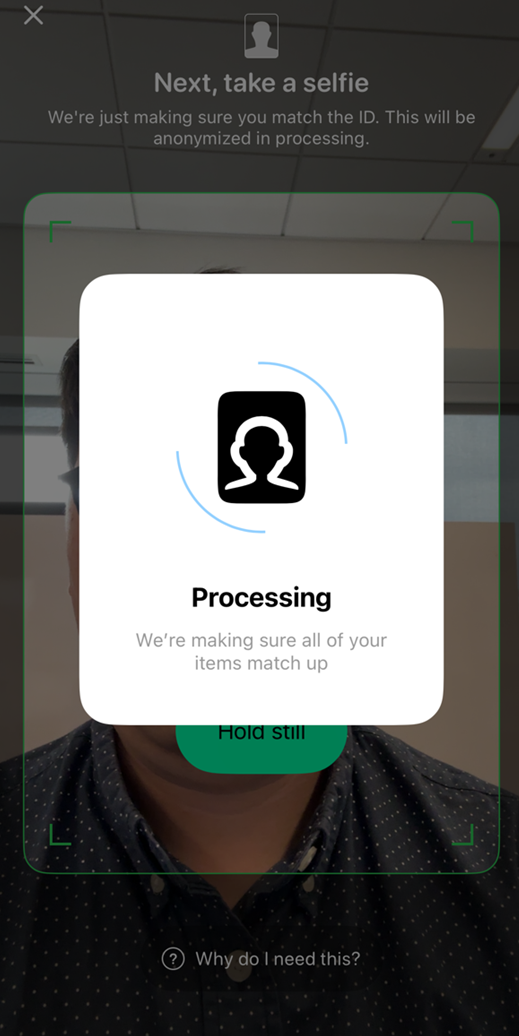 Next, take a selfie
We're just making sure you match the ID. This will be
anonymized in processing.
Processing
We’re making sure all of your
items match up
Hold still
Why do I need this?